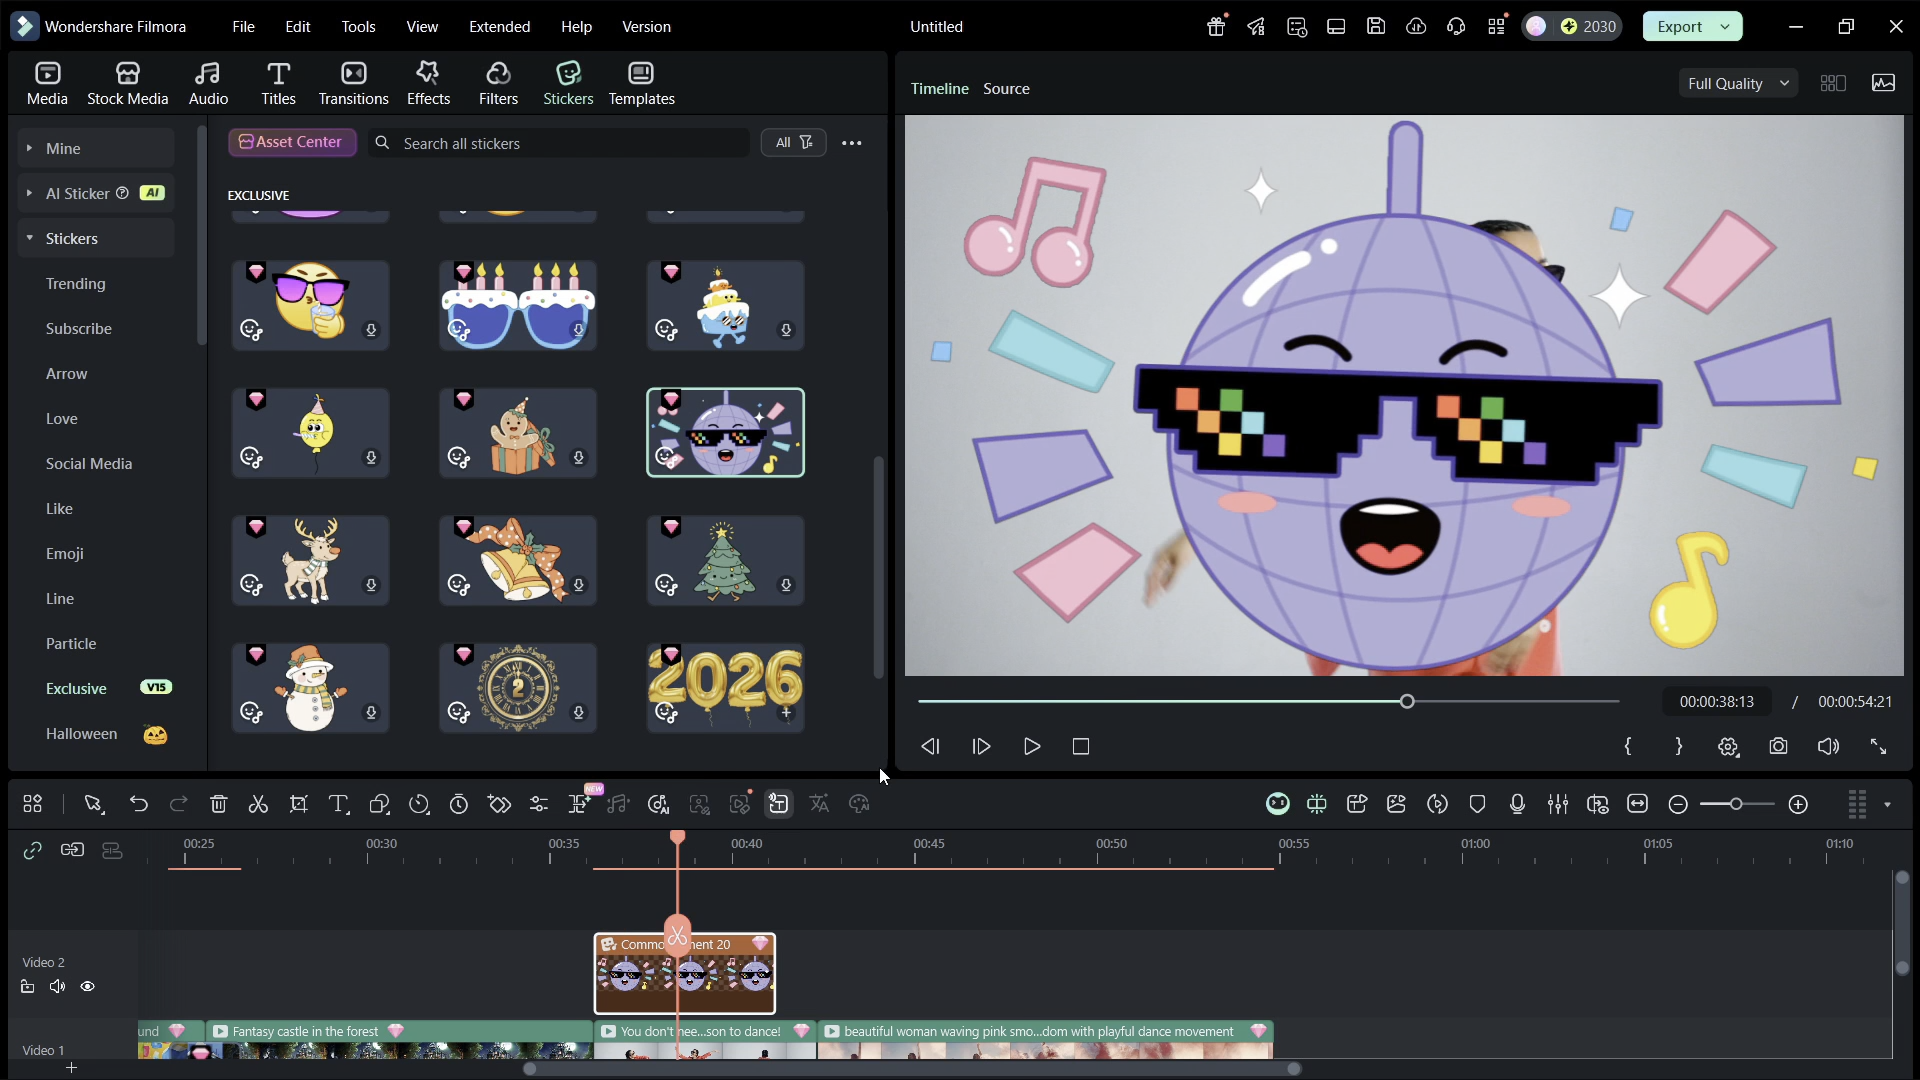 Wondershare Filmora
File
Edit
Tools
View
Extended
Help
Version
Untitled
2030
Export
Media
Stock Media
Audio
Titles
Transitions
Effects
Filters
Stickers
Templates
Timeline
Source
Full Quality
Mine
AI Sticker
AI
Stickers
Trending
Subscribe
Arrow
Love
Social Media
Like
Emoji
Line
Particle
Exclusive
V15
Halloween
Asset Center
Search all stickers
All
EXCLUSIVE
2
2026
00:00:38:13
/
00:00:54:21
NEW
00:25
00:30
00:35
00:40
00:45
00:50
00:55
01:00
01:05
01:10
Video 2
ent 20
Video 1
und
Fantasy castle in the forest
You don't nee...son to dance!
beautiful woman waving pink smo...dom with playful dance movement